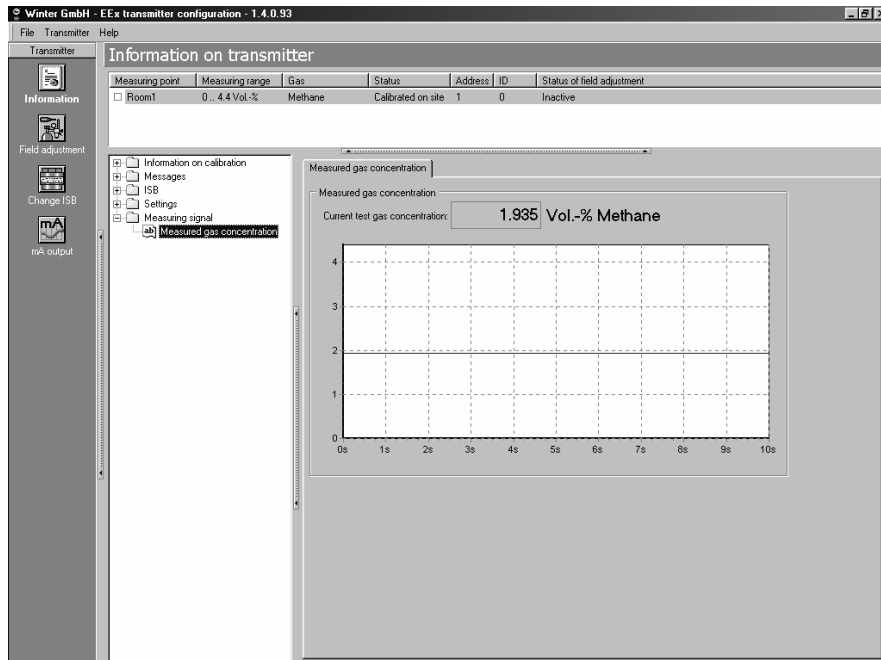 Winter GmbH - EEx transmitter configuration - 1.4.0.93
File Transmitter Help
Transmitter
Information on transmitter
Information
Field adjustment
Change ISB
mA
mA output
Measuring point Measuring range Gas Status Address ID Status of field adjustment
Room1 0 .. 4.4 Vol.-% Methane Calibrated on site 1 0 Inactive
Information on calibration
Messages
ISB
Settings
Measuring signal
ab Measured gas concentration
Measured gas concentration
Measured gas concentration
Current test gas concentration: 1.935 Vol.-% Methane
4
3
2
1
0
0s 1s 2s 3s 4s 5s 6s 7s 8s 9s 10s